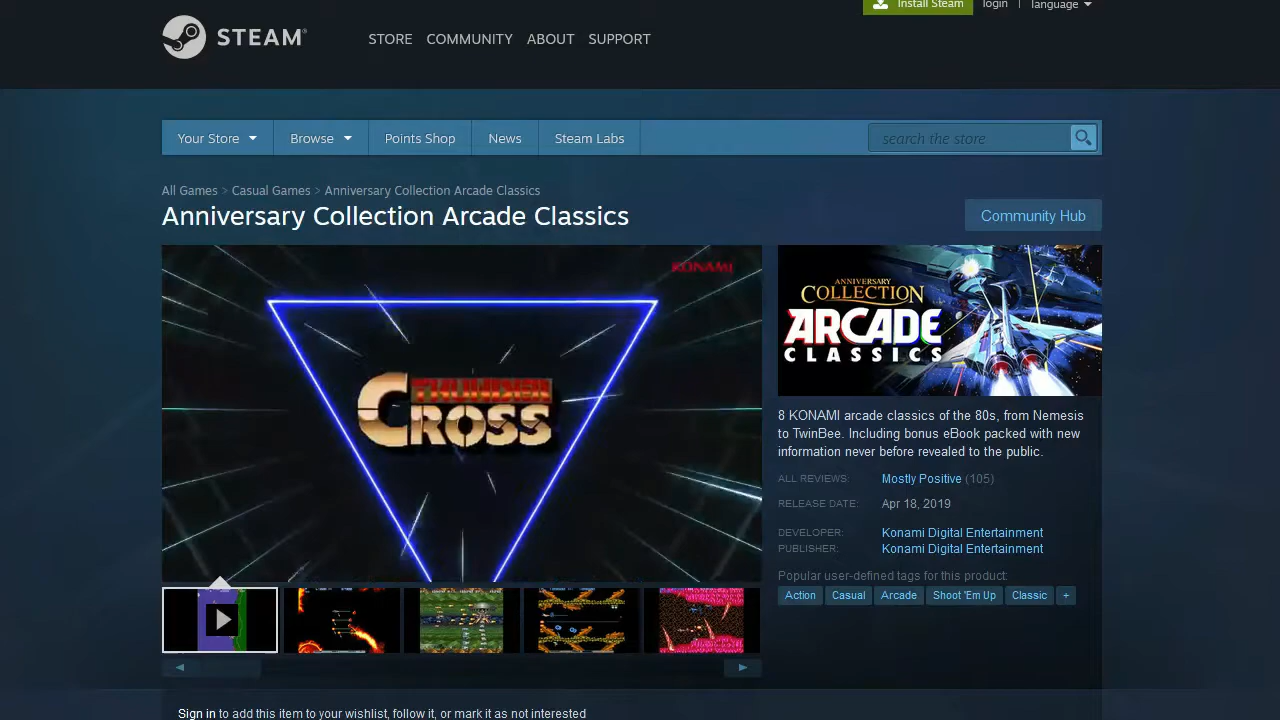 Install Steam login | language
STEAM®
STORE COMMUNITY ABOUT SUPPORT
Your Store Browse Points Shop News Steam Labs search the store
All Games > Casual Games > Anniversary Collection Arcade Classics
Anniversary Collection Arcade Classics
Community Hub
KONAMI
THUNDER
CROSS
ANNIVERSARY
COLLECTION
ARCADE
CLASSICS
8 KONAMI arcade classics of the 80s, from Nemesis
to TwinBee. Including bonus eBook packed with new
information never before revealed to the public.
ALL REVIEWS: Mostly Positive (105)
RELEASE DATE: Apr 18, 2019
DEVELOPER: Konami Digital Entertainment
PUBLISHER: Konami Digital Entertainment
Popular user-defined tags for this product:
Action Casual Arcade Shoot 'Em Up Classic +
Sign in to add this item to your wishlist, follow it, or mark it as not interested